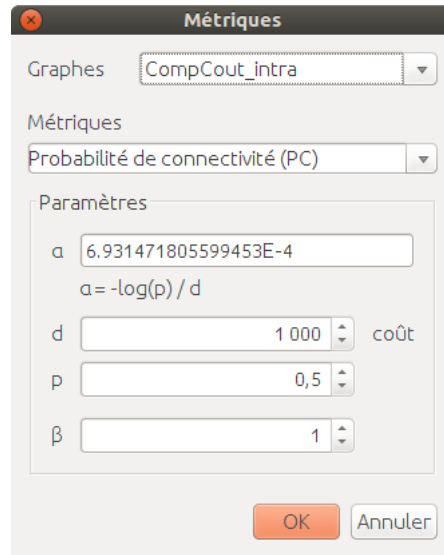 Métriques
Graphes CompCout_intra
Métriques
Probabilité de connectivité (PC)
Paramètres
α 6.931471805599453E-4
α = -log(p) / d
d 1 000 coût
p 0,5
β 1
OK Annuler